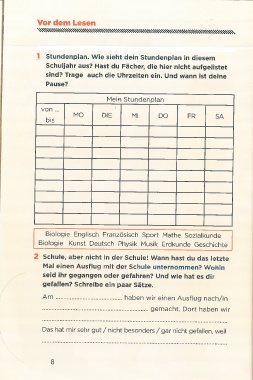 Vor dem Lesen
1 Stundenplan. Wie sieht dein Stundenplan in diesem
Schuljahr aus? Hast du Fächer, die hier nicht aufgelistet
sind? Trage auch die Uhrzeiten ein. Und wann ist deine
Pause?
Mein Stundenplan
von ...
bis
MO DIE MI DO FR SA
Biologie Englisch Französisch Sport Mathe Sozialkunde
Biologie Kunst Deutsch Physik Musik Erdkunde Geschichte
2 Schule, aber nicht in der Schule! Wann hast du das letzte
Mal einen Ausflug mit der Schule unternommen? Wohin
seid ihr gegangen oder gefahren? Und wie hat es dir
gefallen? Schreibe ein paar Sätze.
Am ........................ haben wir einen Ausflug nach/in
........................ gemacht. Dort haben wir
Das hat mir sehr gut / nicht besonders / gar nicht gefallen, weil
8